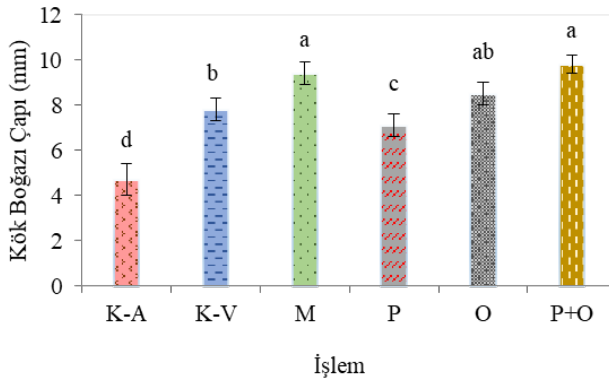 Kök Boğazı Çapı (mm)
12
10
8
6
4
2
0
d
b
a
c
ab
a
K-A K-V M P O P+O
İşlem